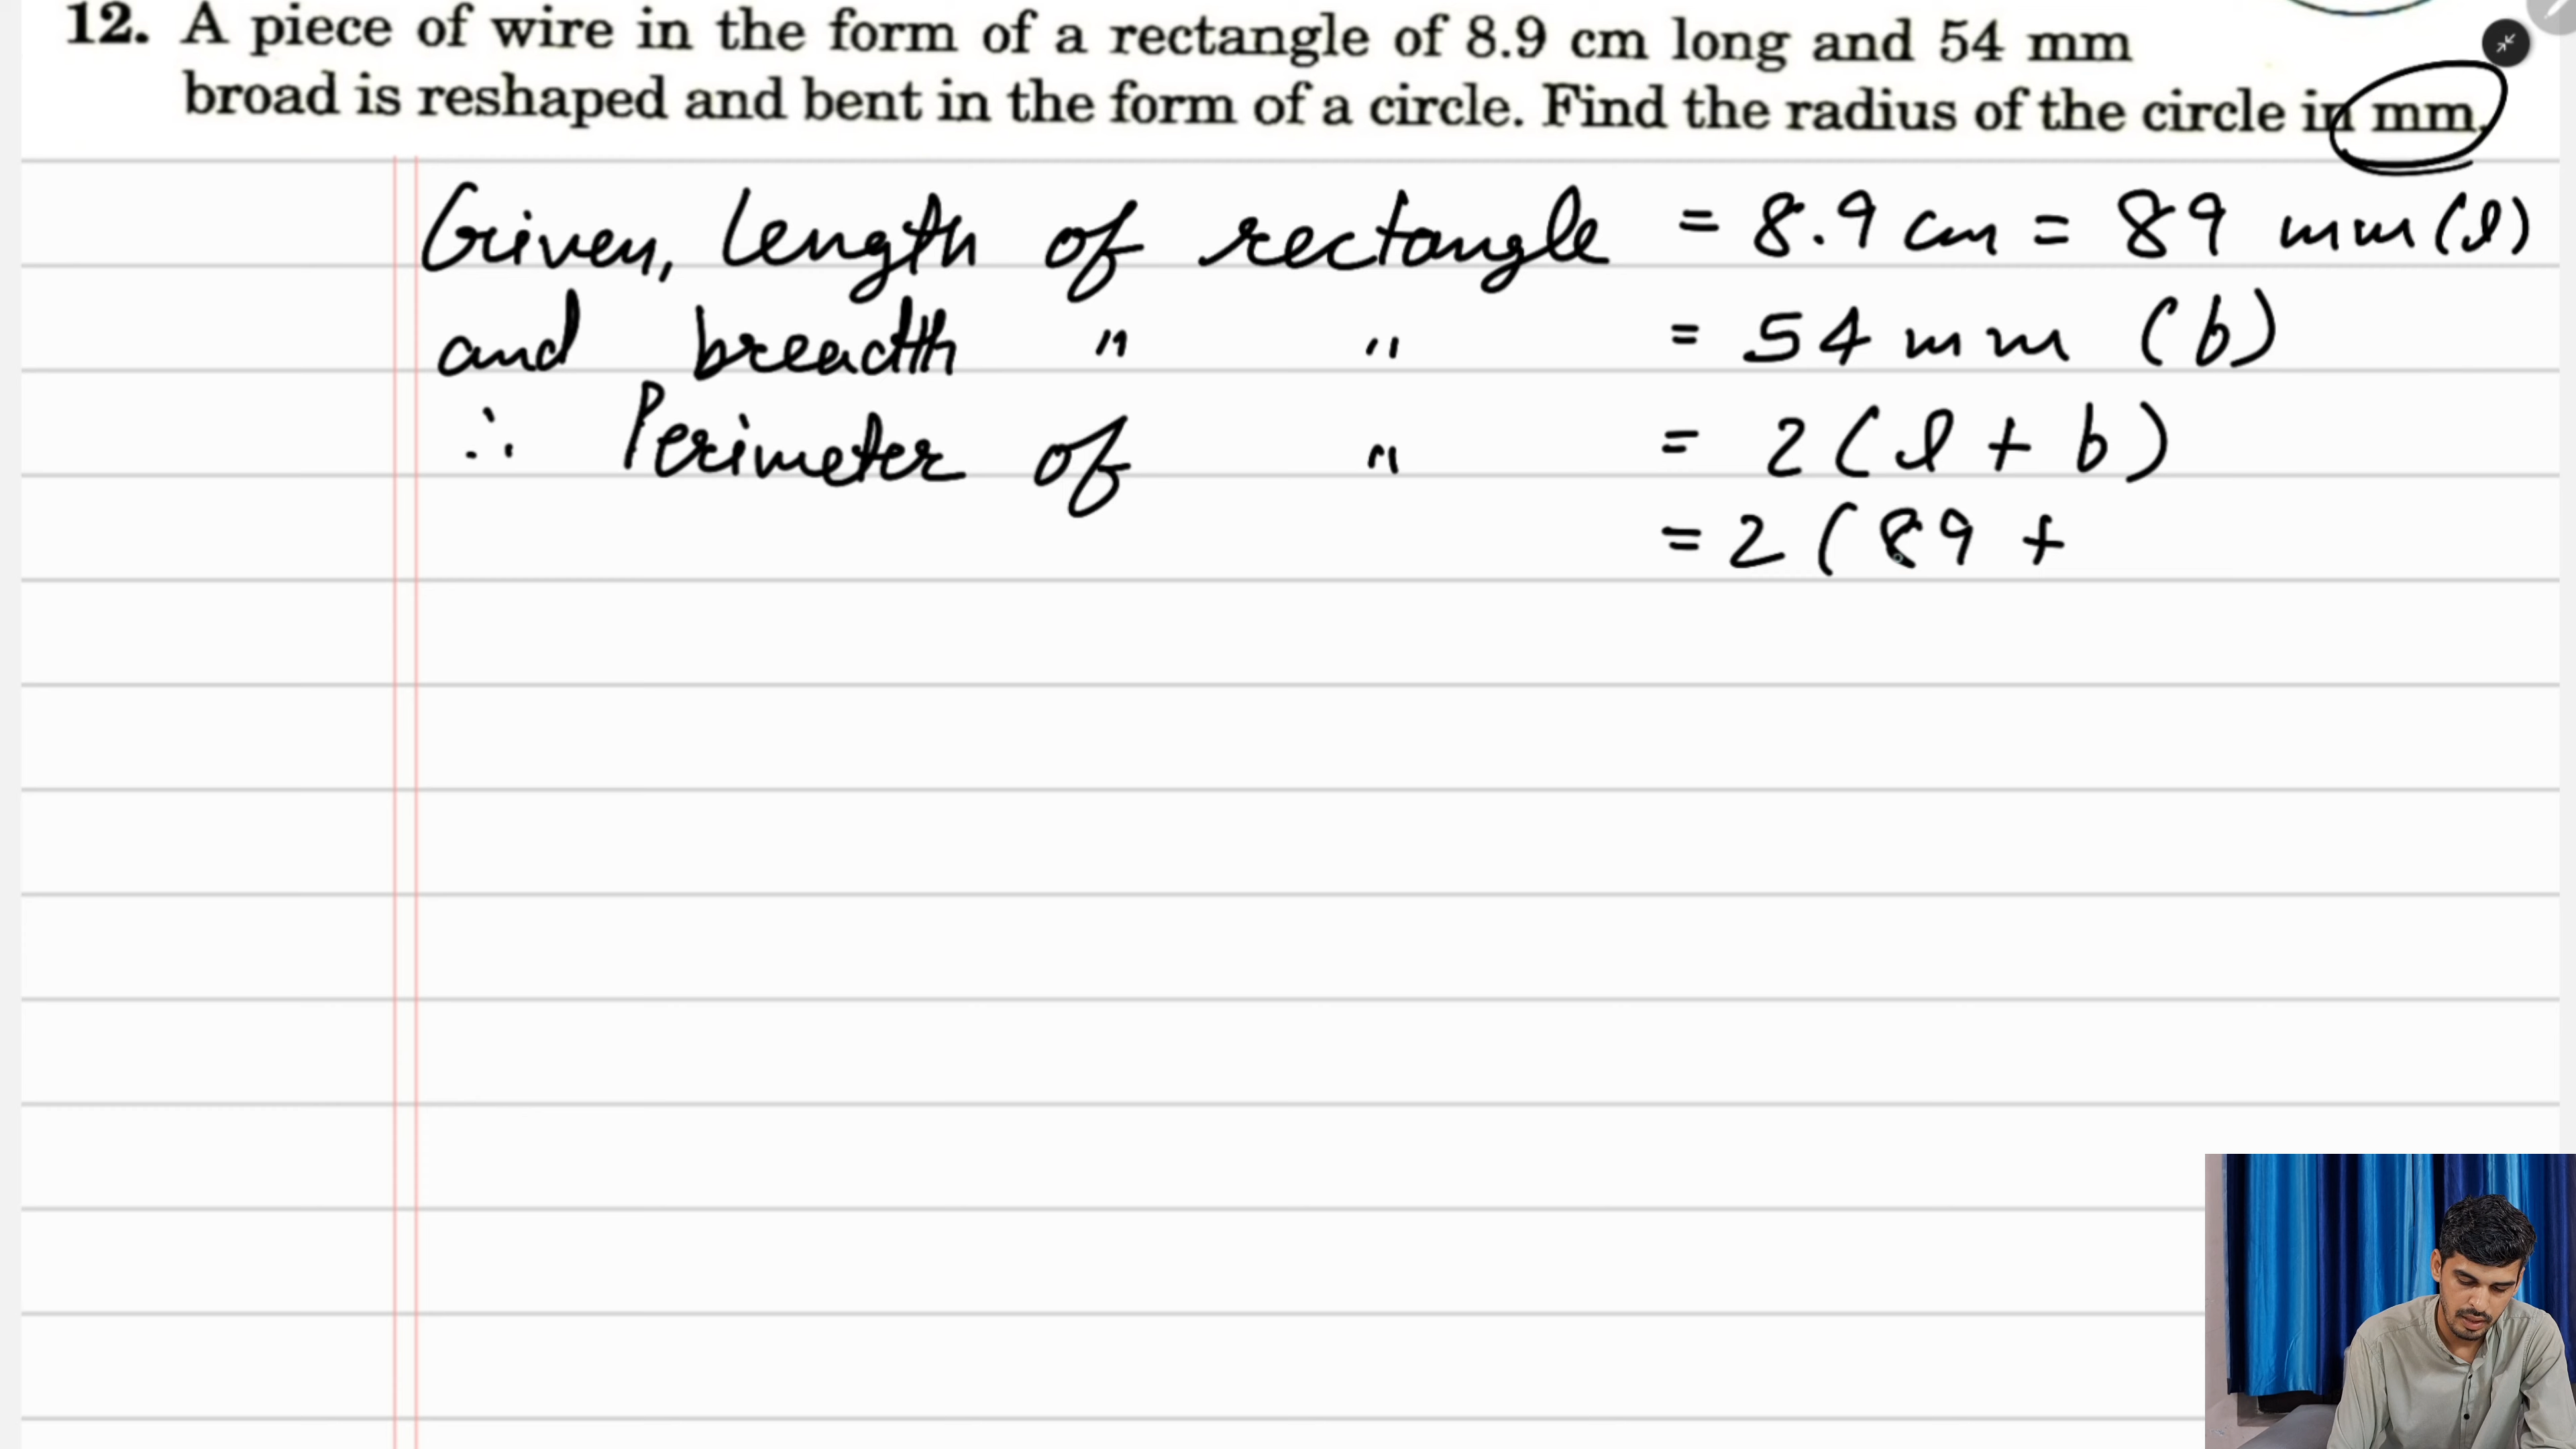 12. A piece of wire in the form of a rectangle of 8.9 cm long and 54 mm
broad is reshaped and bent in the form of a circle. Find the radius of the circle in mm.
Given, length of rectangle = 8.9 cm = 89 mm (l)
and breadth " " = 54 mm (b)
∴ Perimeter of " = 2 (l + b)
= 2 ( 89 +